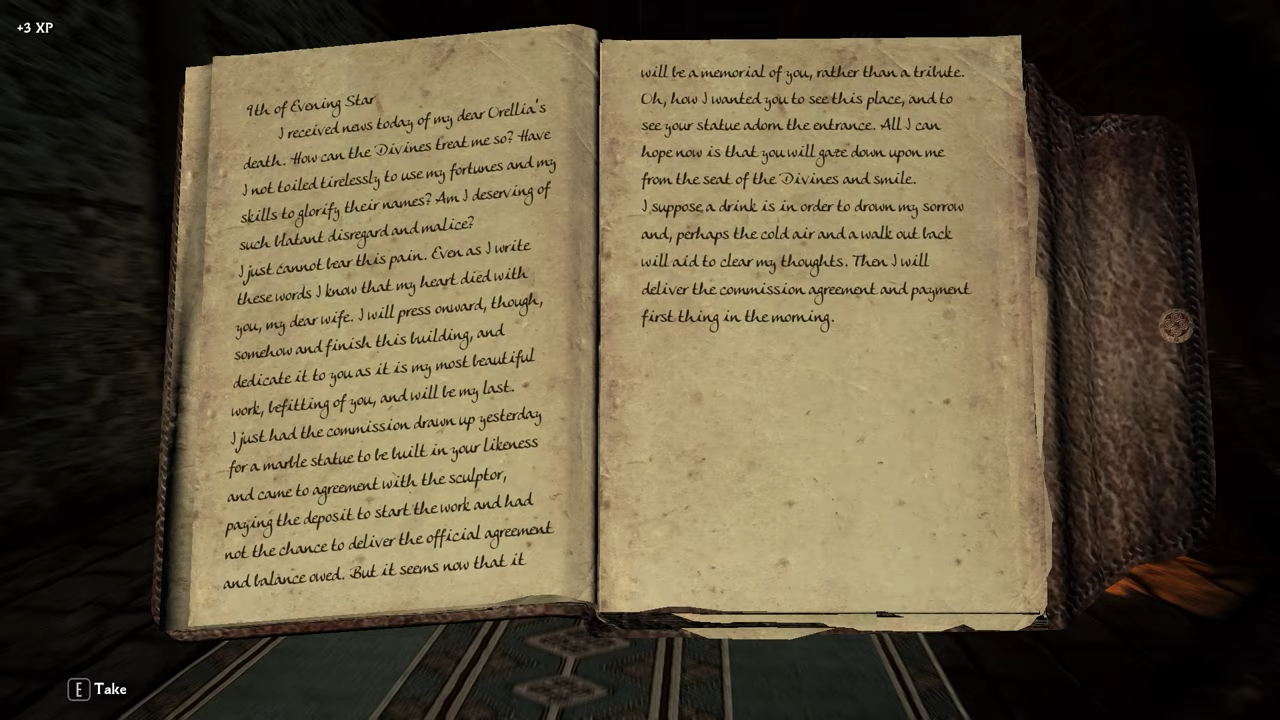 +3 XP
9th of Evening Star
I received news today of my dear Orellia's
death. How can the Divines treat me so? Have
I not toiled tirelessly to use my fortunes and my
skills to glorify their names? Am I deserving of
such blatant disregard and malice?
I just cannot bear this pain. Even as I write
these words I know that my heart died with
you, my dear wife. I will press onward, though,
somehow and finish this building, and
dedicate it to you as it is my most beautiful
work, befitting of you, and will be my last.
I just had the commission drawn up yesterday
for a marble statue to be built in your likeness
and came to agreement with the sculptor,
paying the deposit to start the work and had
not the chance to deliver the official agreement
and balance owed. But it seems now that it
will be a memorial of you, rather than a tribute.
Oh, how I wanted you to see this place, and to
see your statue adorn the entrance. All I can
hope now is that you will gaze down upon me
from the seat of the Divines and smile.
I suppose a drink is in order to drown my sorrow
and, perhaps the cold air and a walk out back
will aid to clear my thoughts. Then I will
deliver the commission agreement and payment
first thing in the morning.
E Take